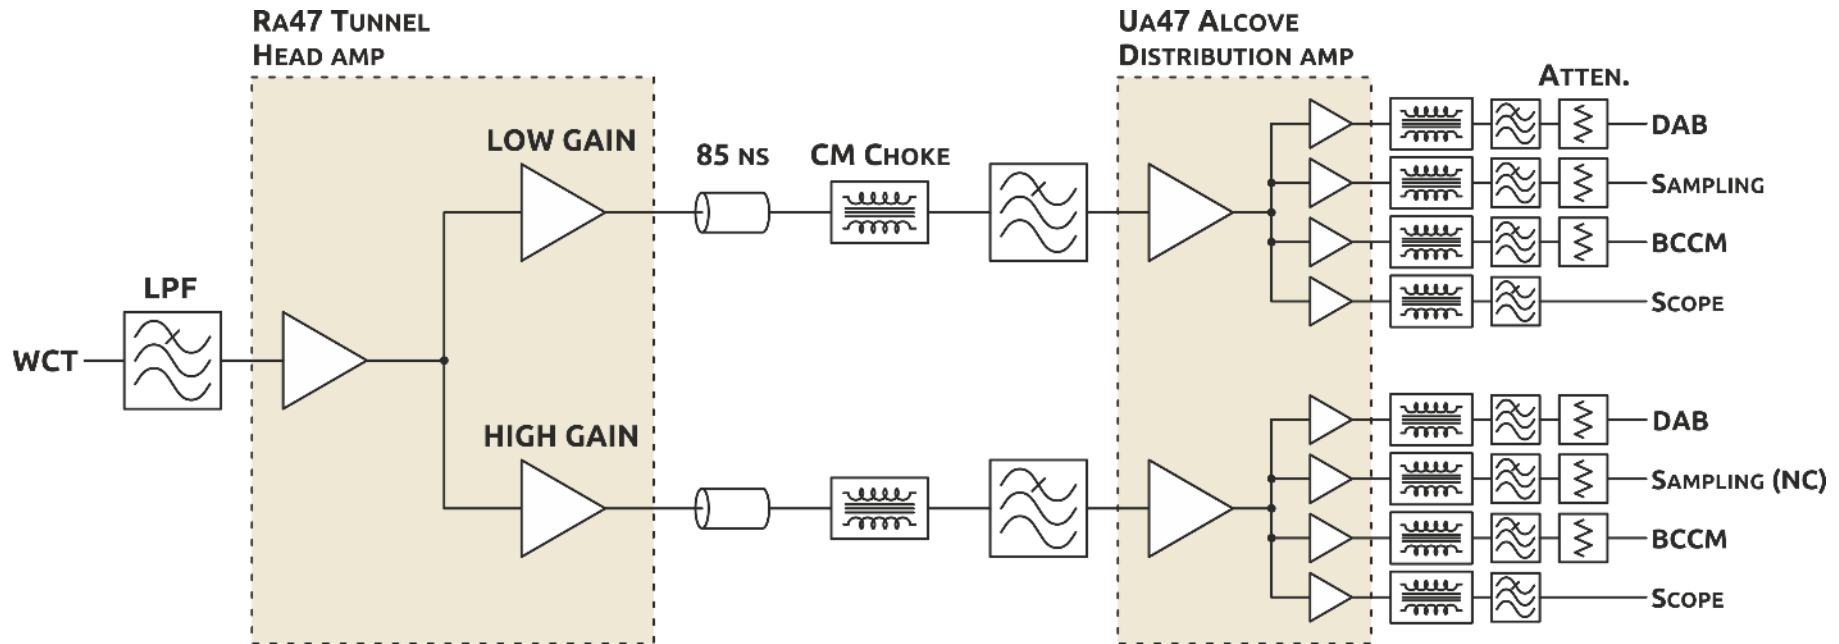 Ra47 Tunnel
Head amp
Ua47 Alcove
Distribution amp
Atten.
LOW GAIN
85 ns
CM Choke
DAB
Sampling
BCCM
Scope
LPF
WCT
HIGH GAIN
DAB
Sampling (NC)
BCCM
Scope